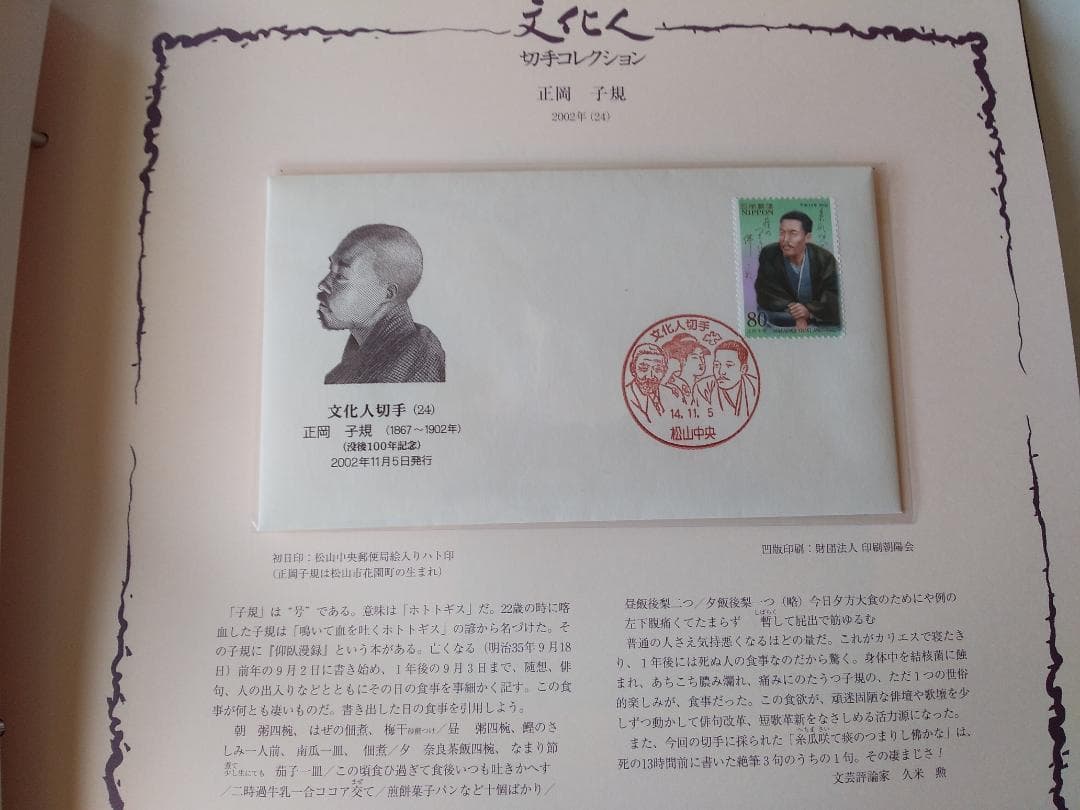 文化人
切手コレクション
正岡　子規
2002年(24)
日本郵便
NIPPON
80
文化人切手
14.11.5
松山中央
文化人切手(24)
正岡　子規　(1867～1902年)
(没後100年記念)
2002年11月5日発行
初日印：松山中央郵便局絵入りハト印
(正岡子規は松山市花園町の生まれ)
凹版印刷：財団法人 印刷朝陽会
「子規」は“号”である。意味は「ホトトギス」だ。22歳の時に喀
血した子規は「鳴いて血を吐くホトトギス」の諺から名づけた。そ
の子規に『仰臥漫録』という本がある。亡くなる(明治35年9月18
日)前年の9月2日に書き始め、1年後の9月3日まで、随想、俳
句、人の出入りなどとともにその日の食事を事細かく記す。この食
事が何とも凄いものだ。書き出した日の食事を引用しよう。
朝　粥四椀、はぜの佃煮、梅干砂糖つけ／昼　粥四椀、鰹のさ
しみ一人前、南瓜一皿、佃煮／夕　奈良茶飯四椀、なまり節
煮て少し生にても　茄子一皿／この頃食ひ過ぎて食後いつも吐きかへす
／二時過牛乳一合ココア交て／煎餅菓子パンなど十個ばかり／
まぜ
昼飯後梨二つ／夕飯後梨一つ(略)今日夕方大食のためにや例の
左下腹痛くてたまらず　暫して屁出で筋ゆるむ
しばらく
普通の人さえ気持悪くなるほどの量だ。これがカリエスで寝たき
り、1年後には死ぬ人の食事なのだから驚く。身体中を結核菌に蝕
まれ、あちこち膿み爛れ、痛みにのたうつ子規の、ただ1つの世俗
的楽しみが、食事だった。この食欲が、頑迷固陋な俳壇や歌壇を少
しずつ動かして俳句改革、短歌革新をなさしめる活力源になった。
また、今回の切手に採られた「糸瓜咲て痰のつまりし佛かな」は、
へちま さい
死の13時間前に書いた絶筆3句のうちの1句。その凄まじさ！
文芸評論家　久米　勲